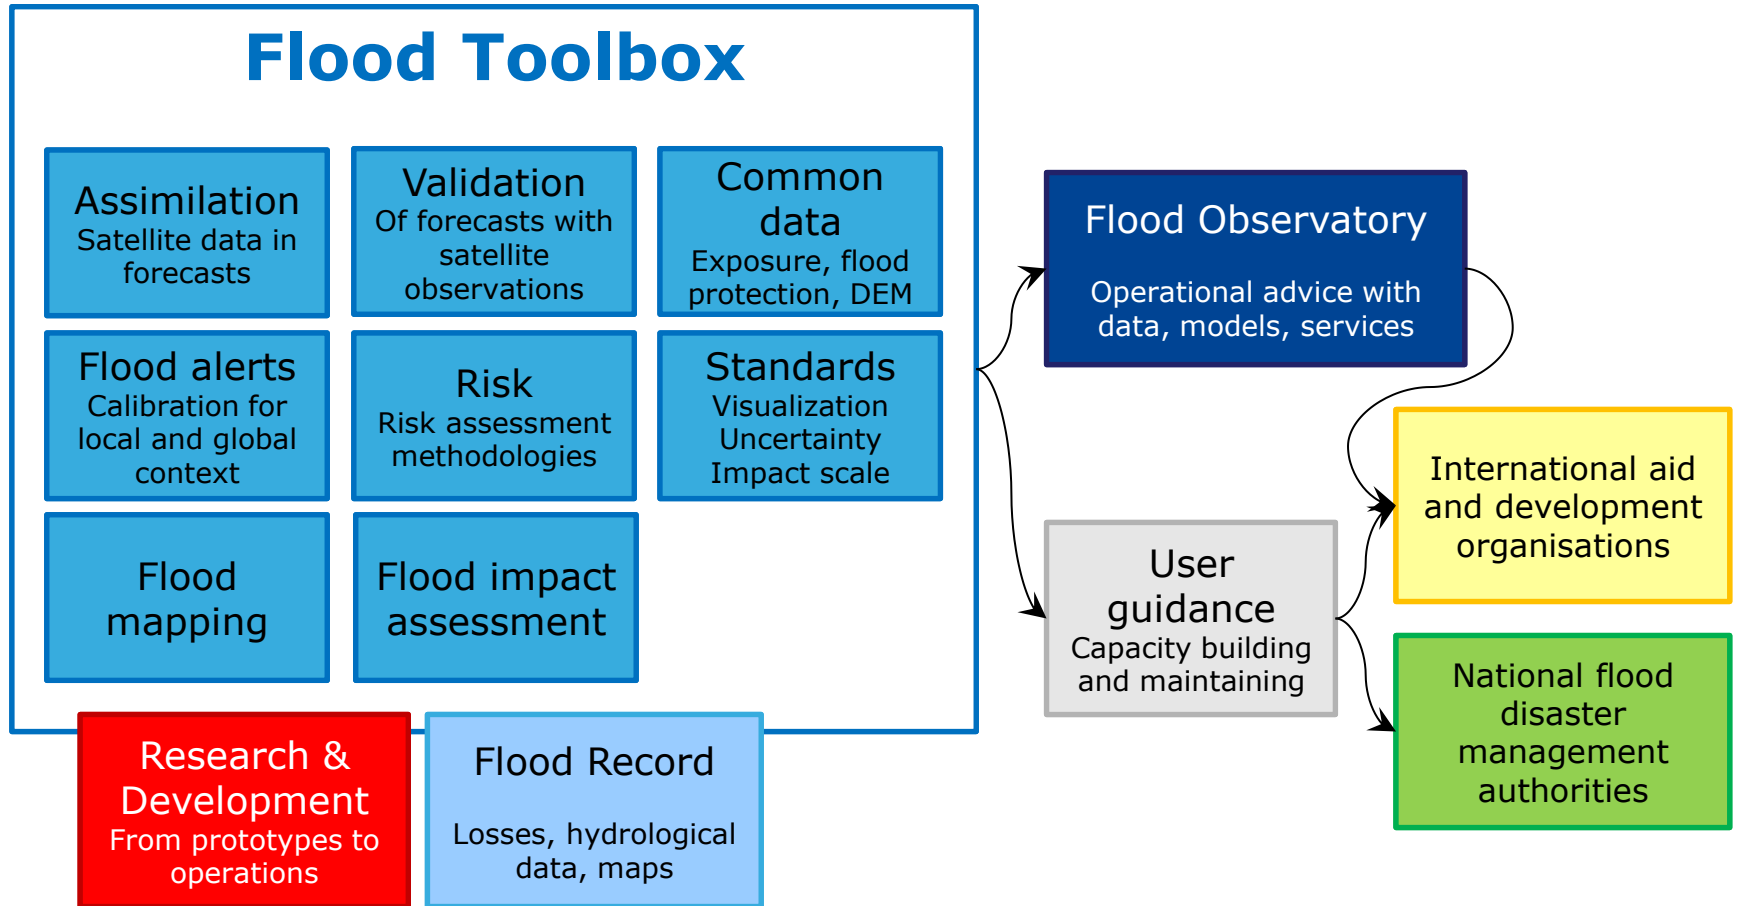 Flood Toolbox
Assimilation
Satellite data in
forecasts
Validation
Of forecasts with
satellite
observations
Common
data
Exposure, flood
protection, DEM
Flood alerts
Calibration for
local and global
context
Risk
Risk assessment
methodologies
Standards
Visualization
Uncertainty
Impact scale
Flood
mapping
Flood impact
assessment
Research &
Development
From prototypes to
operations
Flood Record
Losses, hydrological
data, maps
Flood Observatory
Operational advice with
data, models, services
User
guidance
Capacity building
and maintaining
International aid
and development
organisations
National flood
disaster
management
authorities